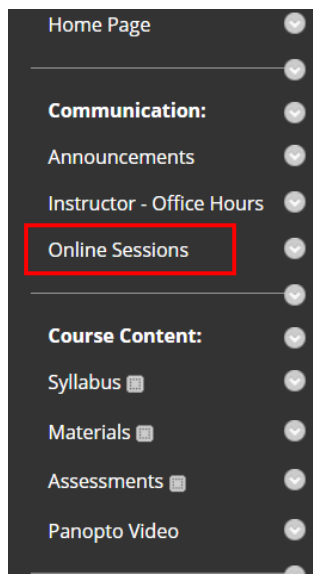 Home Page
Communication:
Announcements
Instructor - Office Hours
Online Sessions
Course Content:
Syllabus
Materials
Assessments
Panopto Video